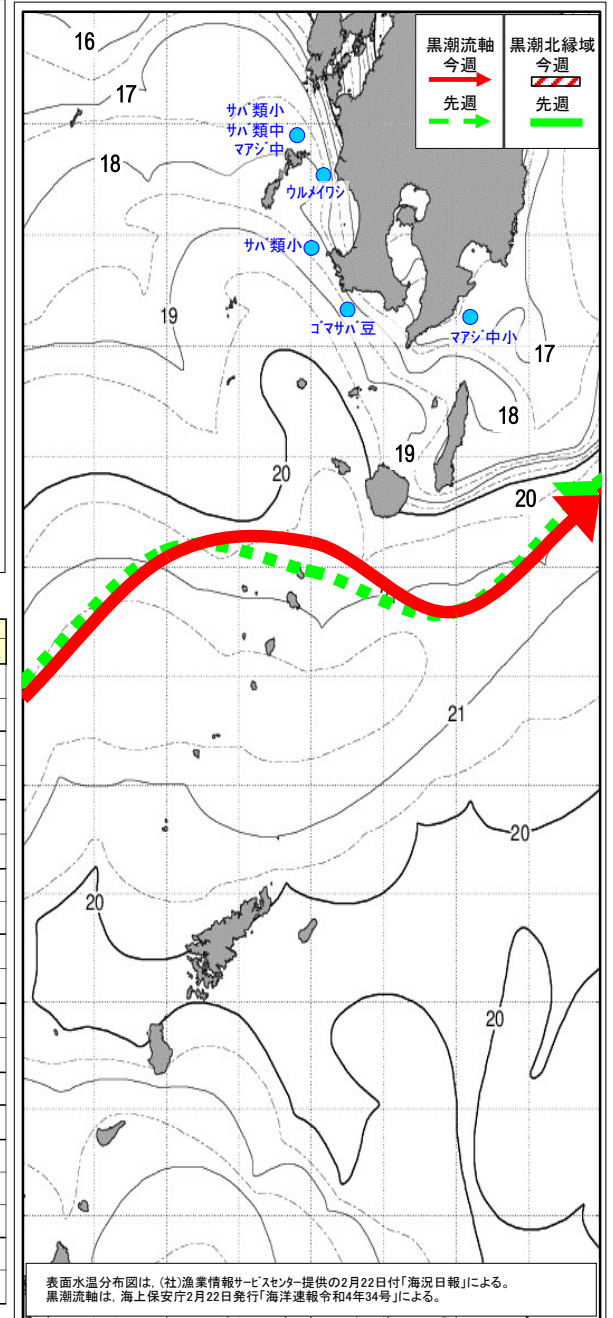 16
17
18
19
黒潮流軸
今週
先週
黒潮北縁域
今週
先週
サバ類小
サバ類中
マアジ中
ウルメイワシ
サバ類小
ゴマサバ豆
マアジ中小
17
18
19
20
20
21
20
20
20
表面水温分布図は、(社)漁業情報サービスセンター提供の2月22日付「海況日報」による。
黒潮流軸は、海上保安庁2月22日発行「海洋速報令和4年34号」による。